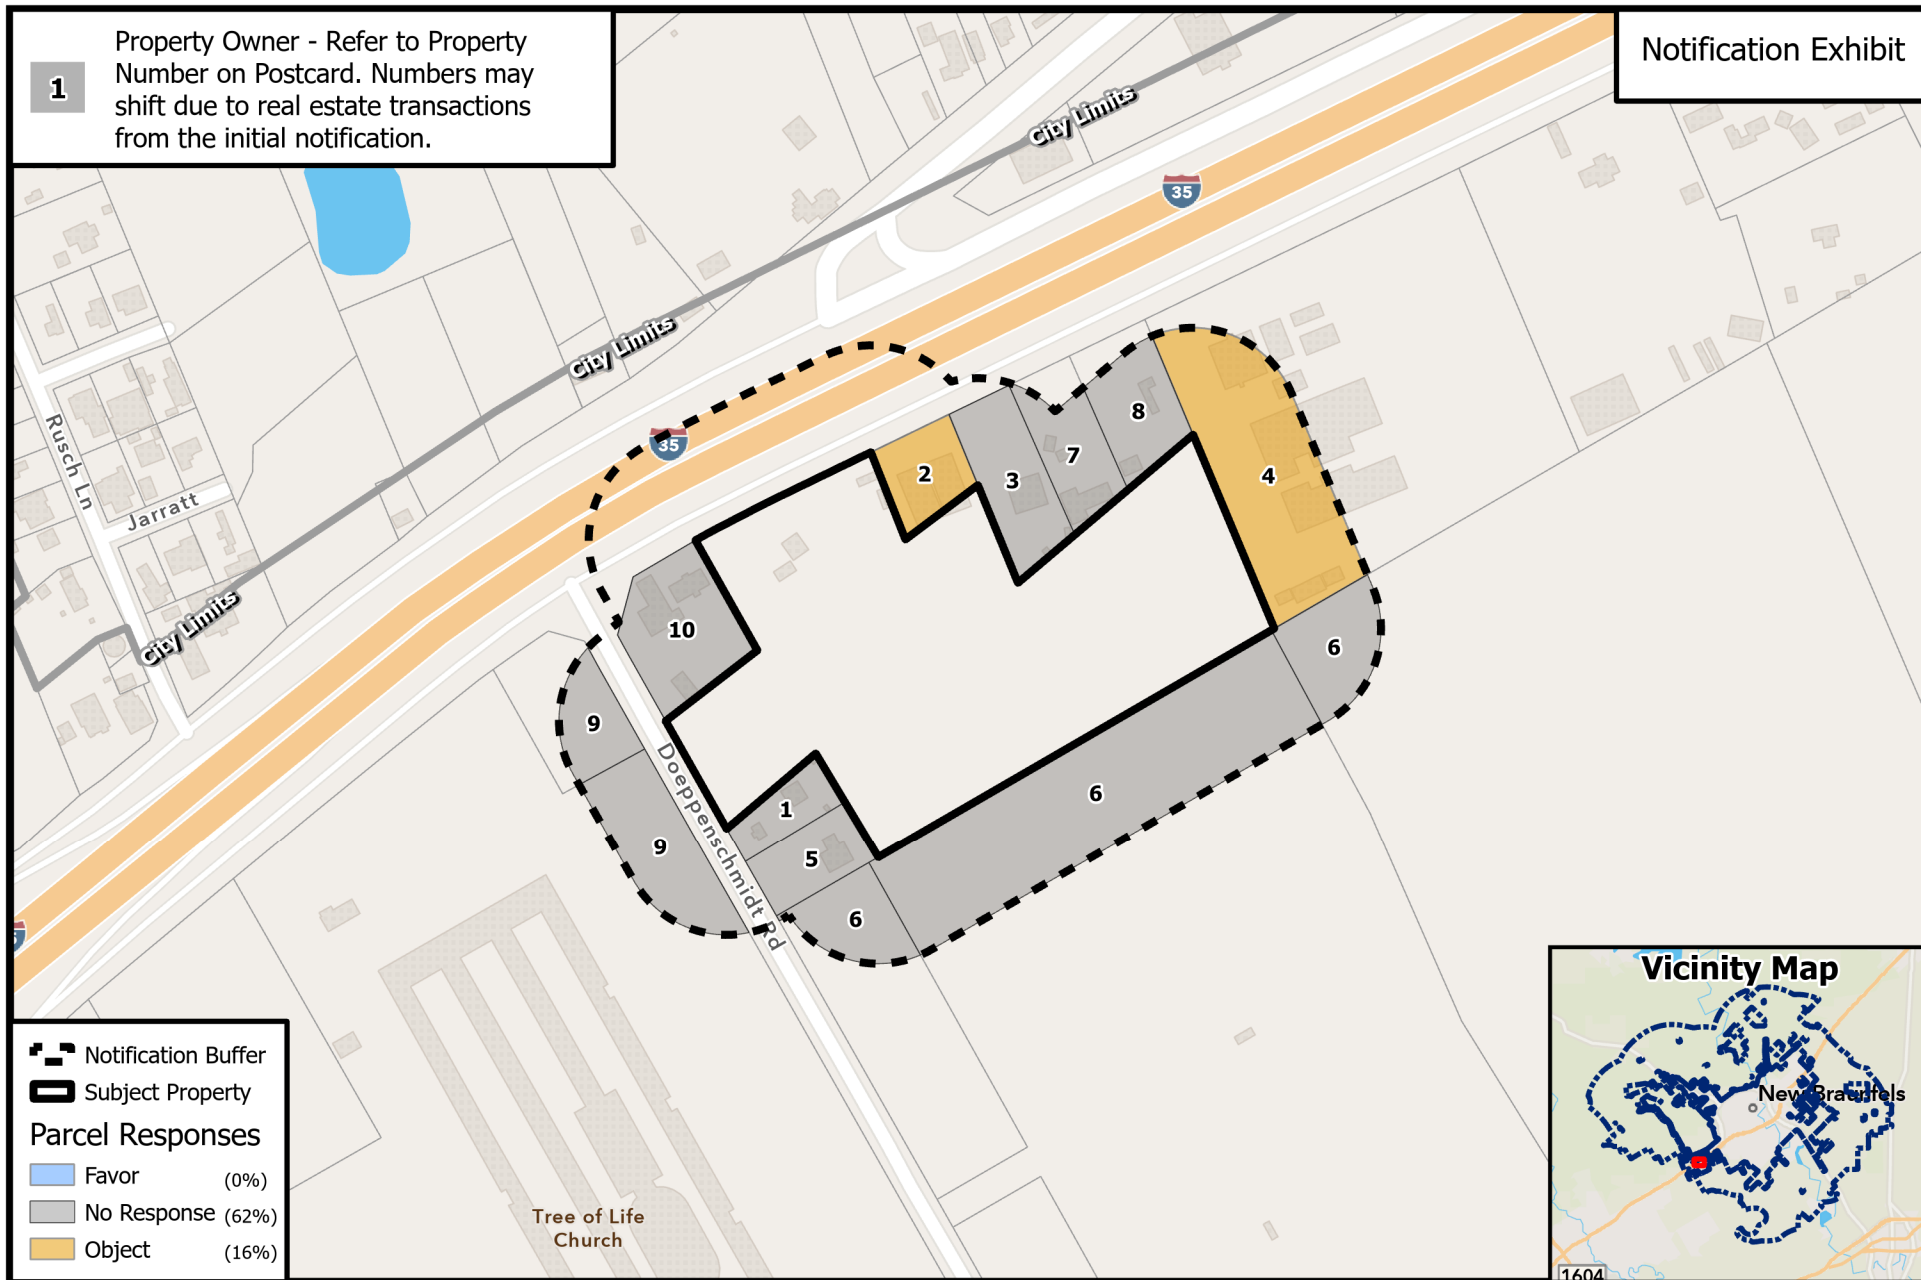 1
Property Owner - Refer to Property
Number on Postcard. Numbers may
shift due to real estate transactions
from the initial notification.
Notification Exhibit
City Limits
35
City Limits
35
Rusch Ln
Jarratt
City Limits
2
3
7
8
4
10
6
9
6
1
9
5
6
Doeppenschmidt Rd
Tree of Life
Church
Notification Buffer
Subject Property
Parcel Responses
Favor (0%)
No Response (62%)
Object (16%)
Vicinity Map
New Braunfels
1604